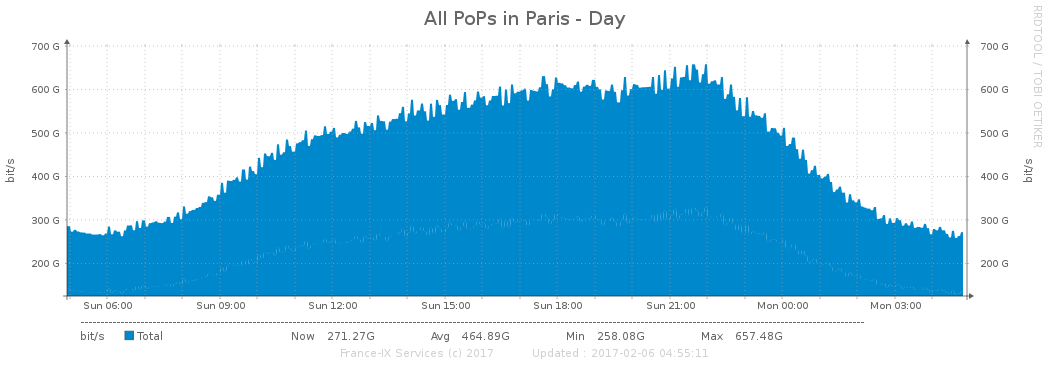 All PoPs in Paris - Day
RRDTOOL / TOBI OETIKER
bit/s
bit/s
700 G 700 G
600 G 600 G
500 G 500 G
400 G 400 G
300 G 300 G
200 G 200 G
Sun 06:00 Sun 09:00 Sun 12:00 Sun 15:00 Sun 18:00 Sun 21:00 Mon 00:00 Mon 03:00
bit/s Total Now 271.27G Avg 464.89G Min 258.08G Max 657.48G
France-IX Services (c) 2017 Updated : 2017-02-06 04:55:11